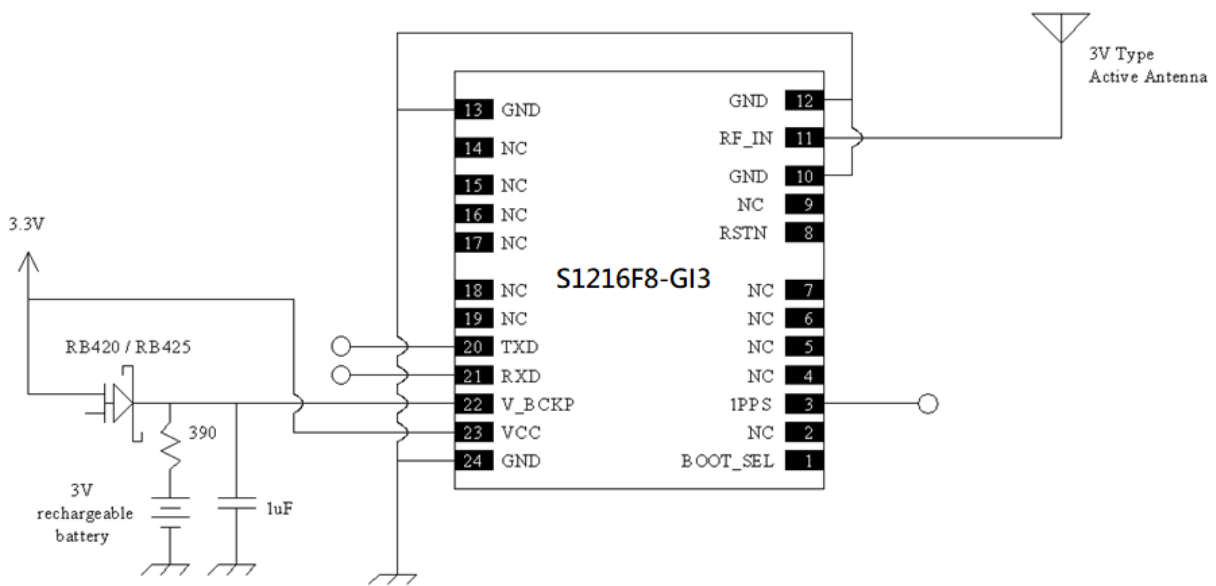 3V Type
Active Antenna
13 GND
GND 12
14 NC
RF_IN 11
15 NC
GND 10
16 NC
NC 9
17 NC
RSTN 8
3.3V
S1216F8-GI3
18 NC
NC 7
19 NC
NC 6
RB420 / RB425
20 TXD
NC 5
21 RXD
NC 4
22 V_BCKP
1PPS 3
390
23 VCC
NC 2
24 GND
BOOT_SEL 1
3V
rechargeable
battery
1uF